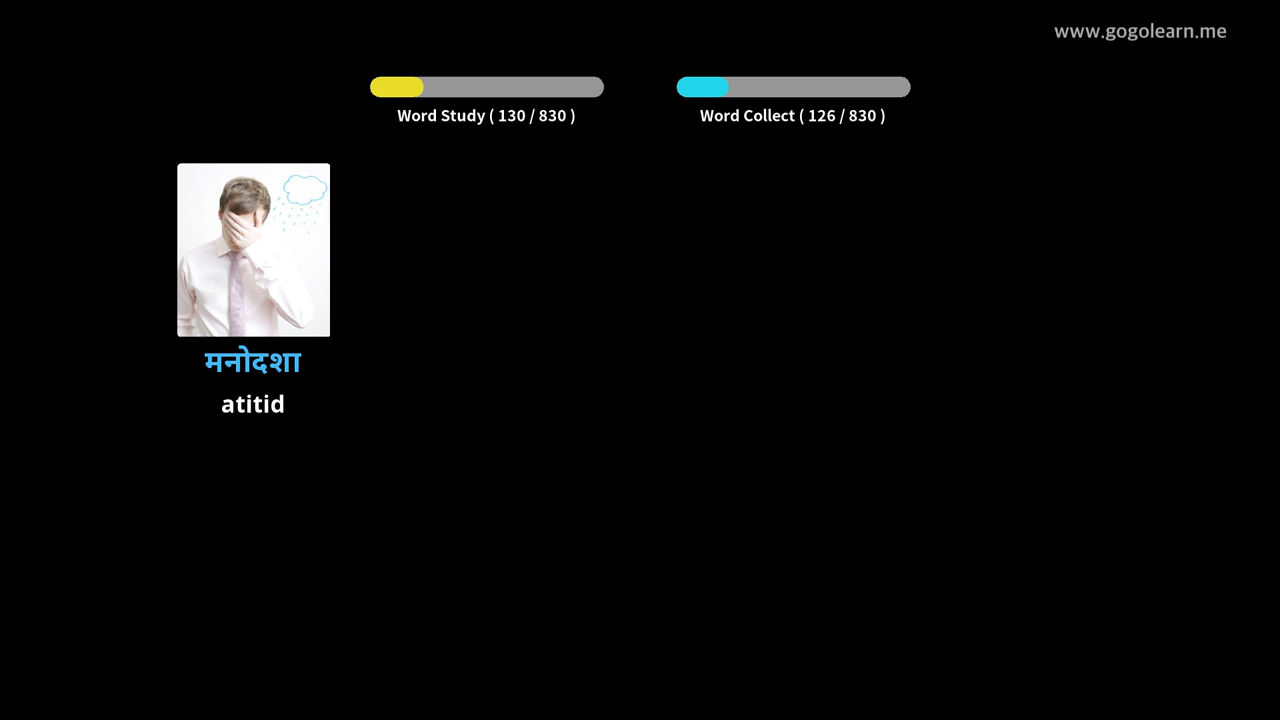 www.gogolearn.me
Word Study ( 130 / 830 )
Word Collect ( 126 / 830 )
मनोदशा
atitid